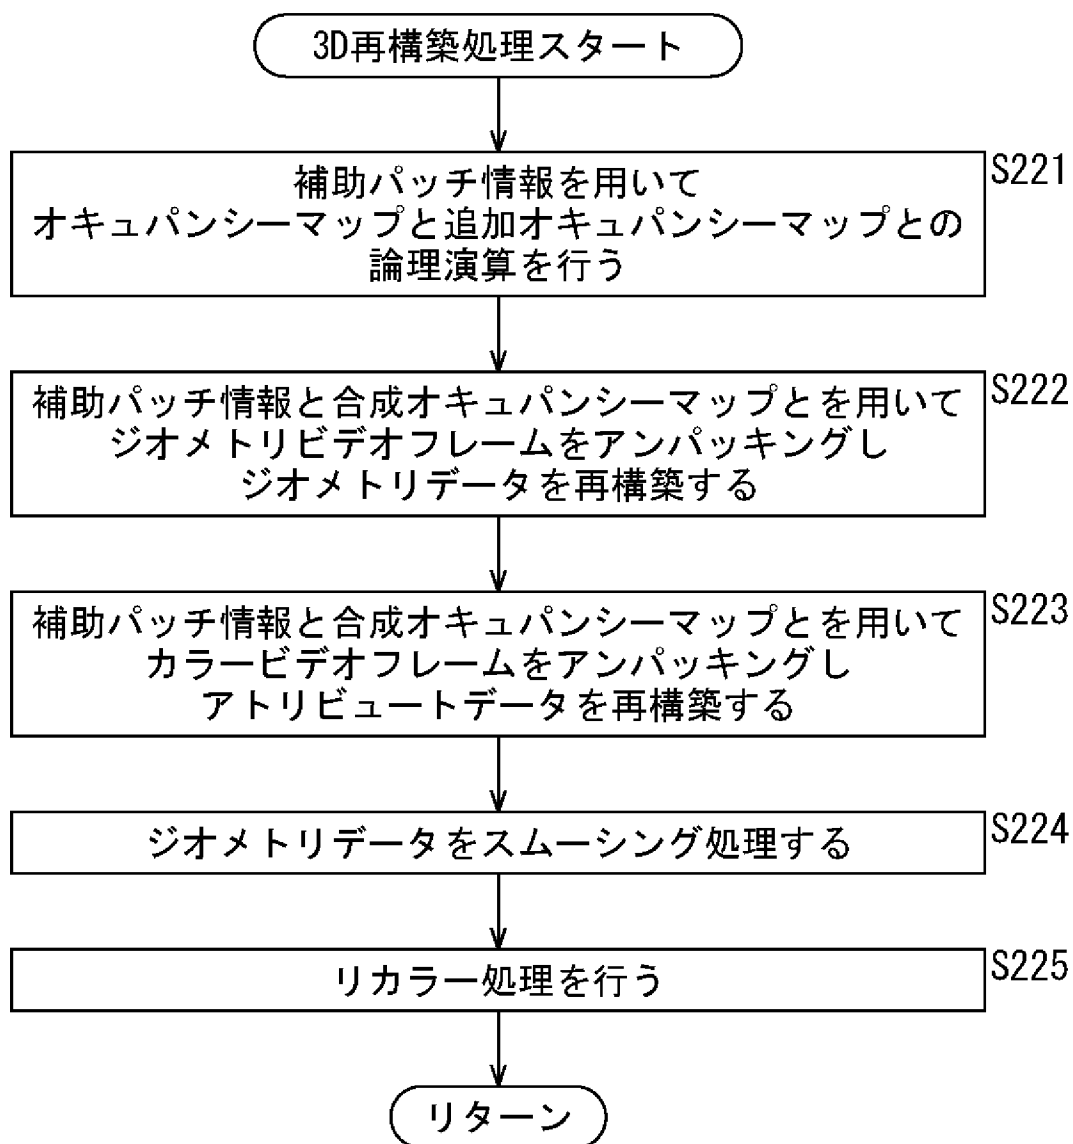 3D再構築処理スタート
S221
補助パッチ情報を用いて
オキュパンシーマップと追加オキュパンシーマップとの
論理演算を行う
S222
補助パッチ情報と合成オキュパンシーマップとを用いて
ジオメトリビデオフレームをアンパッキングし
ジオメトリデータを再構築する
S223
補助パッチ情報と合成オキュパンシーマップとを用いて
カラービデオフレームをアンパッキングし
アトリビュートデータを再構築する
S224
ジオメトリデータをスムーシング処理する
S225
リカラー処理を行う
リターン